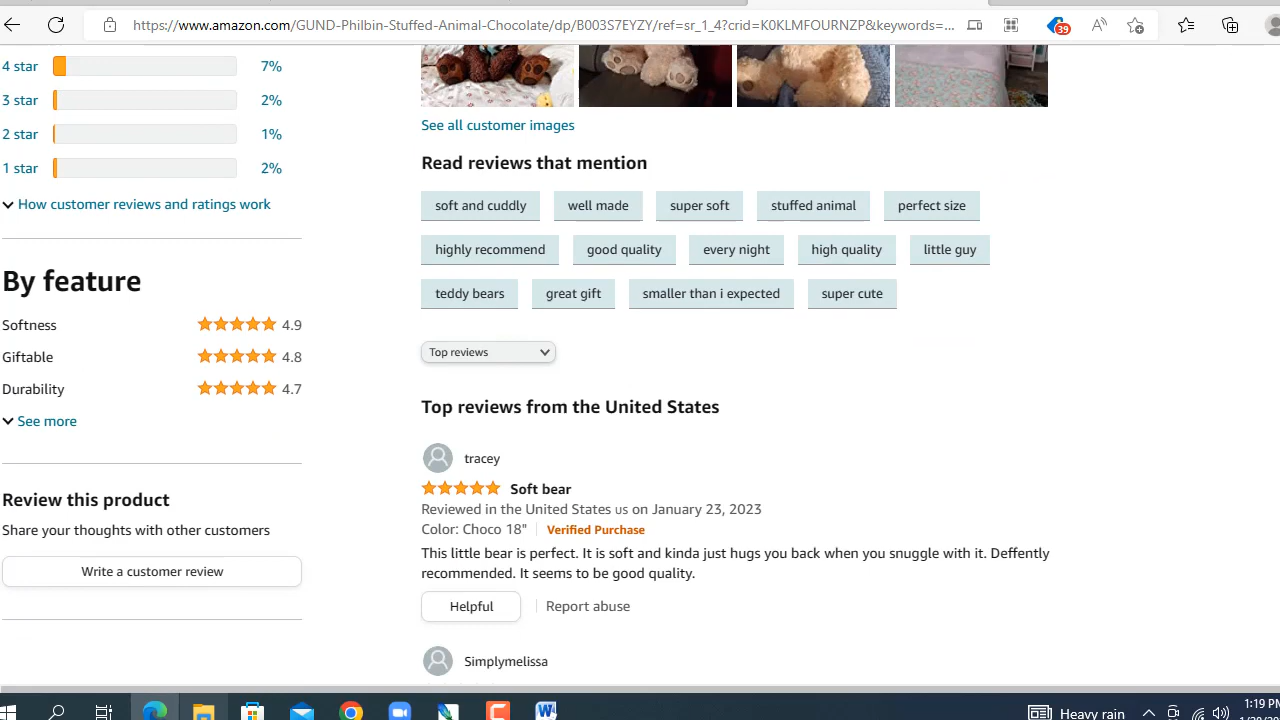 https://www.amazon.com/GUND-Philbin-Stuffed-Animal-Chocolate/dp/B003S7EYZY/ref=sr_1_4?crid=K0KLMFOURNZP&keywords=...
39
4 star 7%
3 star 2%
2 star 1%
1 star 2%
How customer reviews and ratings work
By feature
Softness 4.9
Giftable 4.8
Durability 4.7
See more
Review this product
Share your thoughts with other customers
Write a customer review
See all customer images
Read reviews that mention
soft and cuddly well made super soft stuffed animal perfect size
highly recommend good quality every night high quality little guy
teddy bears great gift smaller than i expected super cute
Top reviews
Top reviews from the United States
tracey
Soft bear
Reviewed in the United States us on January 23, 2023
Color: Choco 18" Verified Purchase
This little bear is perfect. It is soft and kinda just hugs you back when you snuggle with it. Deffently
recommended. It seems to be good quality.
Helpful Report abuse
Simplymelissa
Heavy rain
1:19 PM